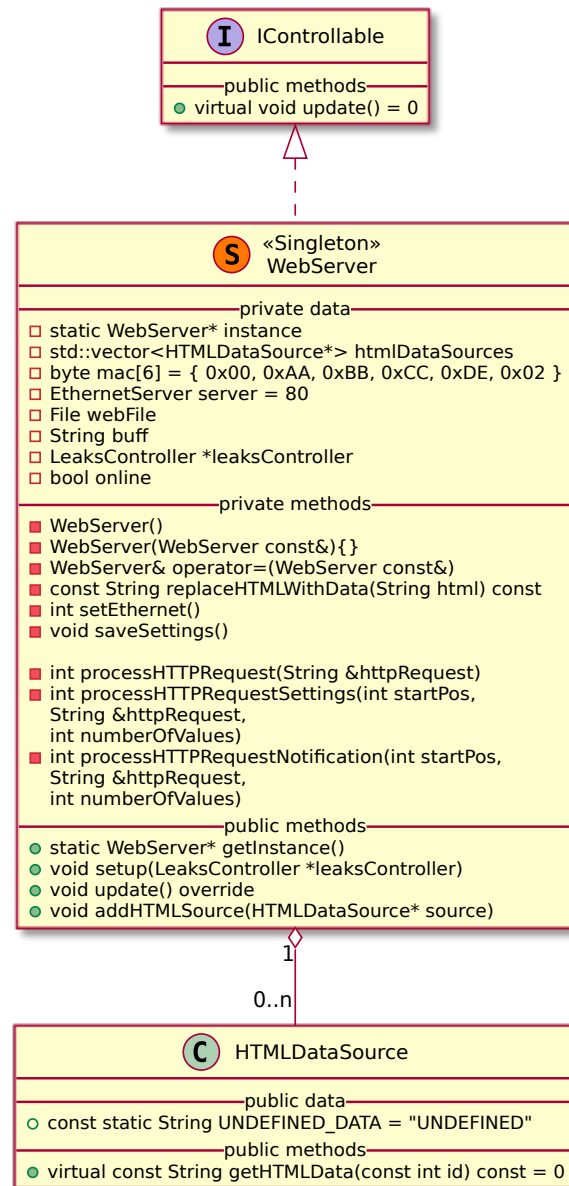 I IControllable
public methods
virtual void update() = 0
«Singleton»
S
WebServer
private data
static WebServer* instance
std::vector<HTMLDataSource*> htmlDataSources
byte mac[6] = { 0x00, 0xAA, 0xBB, 0xCC, 0xDE, 0x02 }
EthernetServer server = 80
File webFile
String buff
LeaksController *leaksController
bool online
private methods
WebServer()
WebServer(WebServer const&){}
WebServer& operator=(WebServer const&)
const String replaceHTMLWithData(String html) const
int setEthernet()
void saveSettings()
int processHTTPRequest(String &httpRequest)
int processHTTPRequestSettings(int startPos,
String &httpRequest,
int numberOfValues)
int processHTTPRequestNotification(int startPos,
String &httpRequest,
int numberOfValues)
public methods
static WebServer* getInstance()
void setup(LeaksController *leaksController)
void update() override
void addHTMLSource(HTMLDataSource* source)
1
0..n
C HTMLDataSource
public data
const static String UNDEFINED_DATA = "UNDEFINED"
public methods
virtual const String getHTMLData(const int id) const = 0